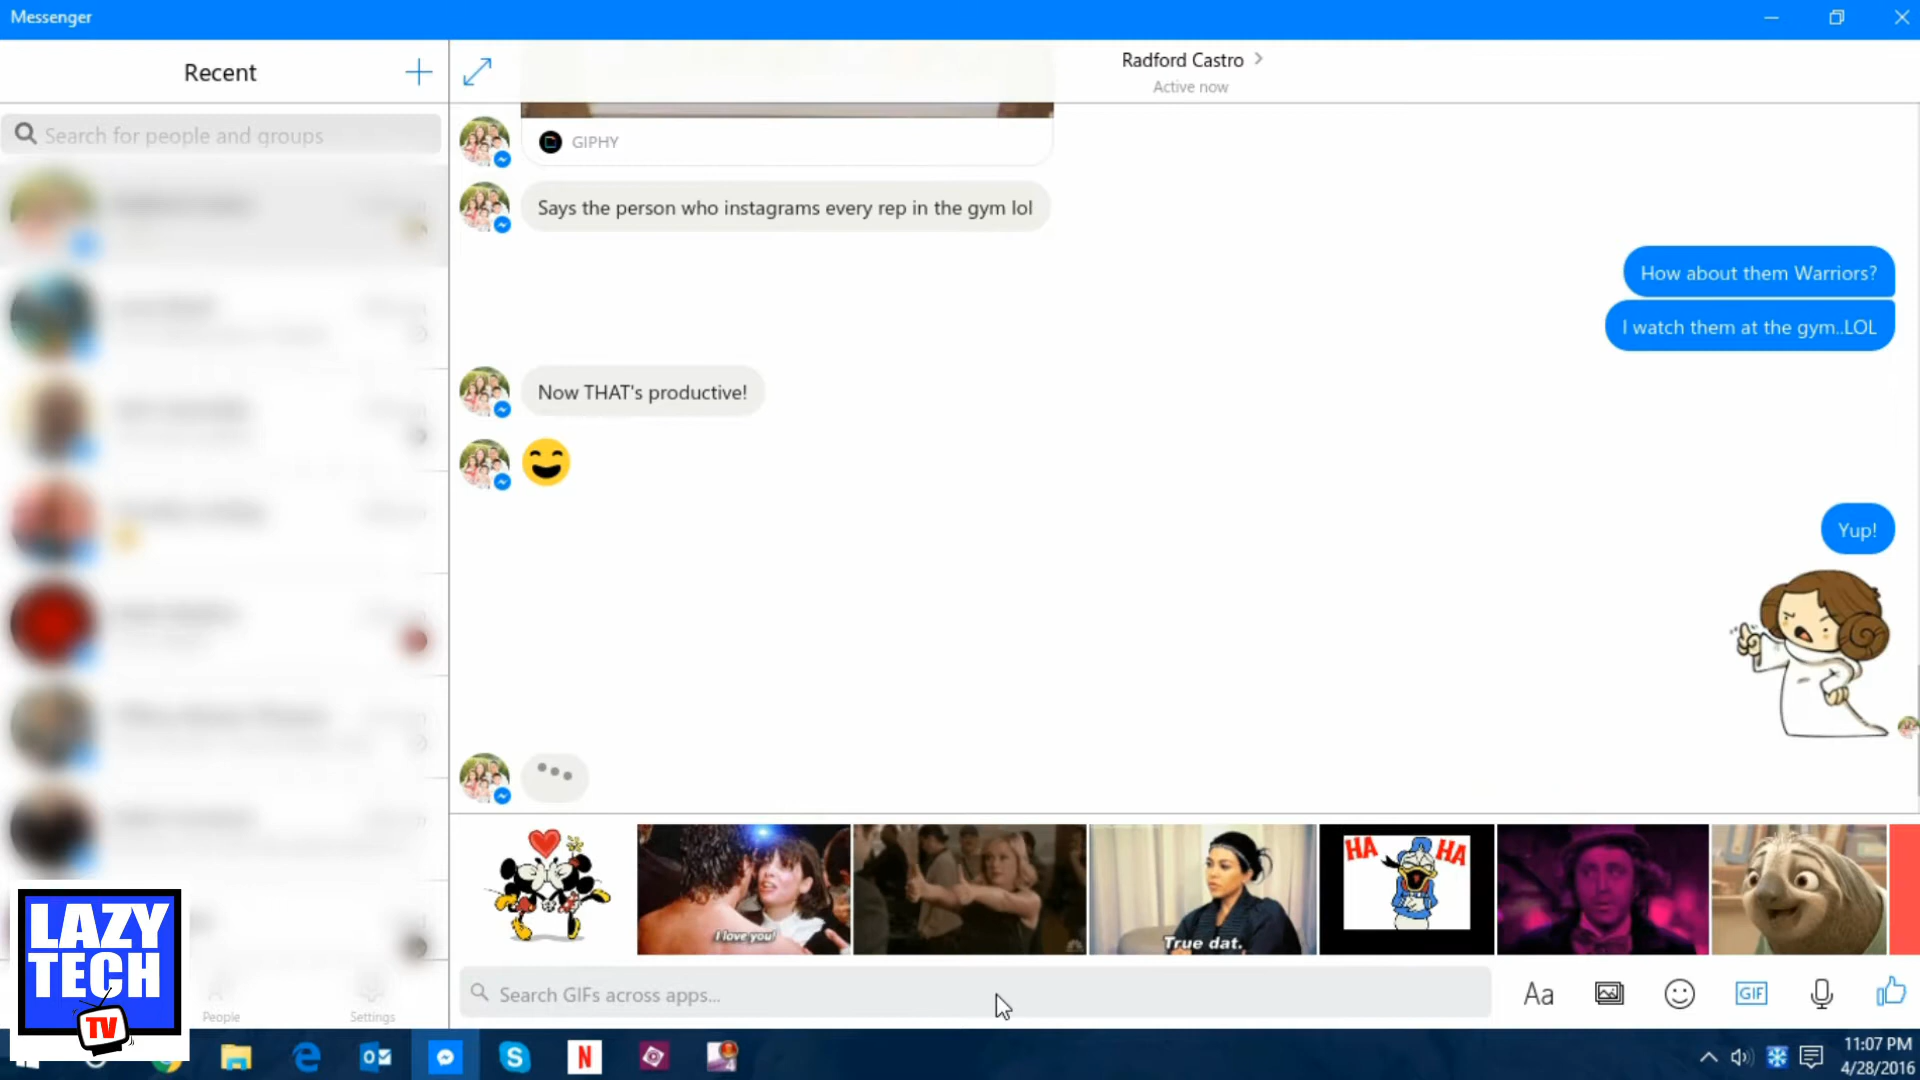 Messenger
Recent
Search for people and groups
Radford Castro
Active now
GIPHY
Says the person who instagrams every rep in the gym lol
How about them Warriors?
I watch them at the gym..LOL
Now THAT's productive!
Yup!
I love you!
True dat.
HA HA
Search GIFs across apps...
Aa
GIF
People
Settings
LAZY
TECH
TV
N
4
11:07 PM
4/28/2016